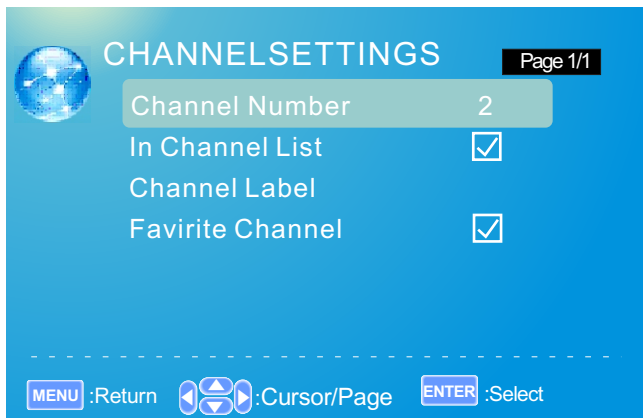 CHANNELSETTINGS Page 1/1
Channel Number 2
In Channel List
Channel Label
Favirite Channel
MENU :Return :Cursor/Page ENTER :Select